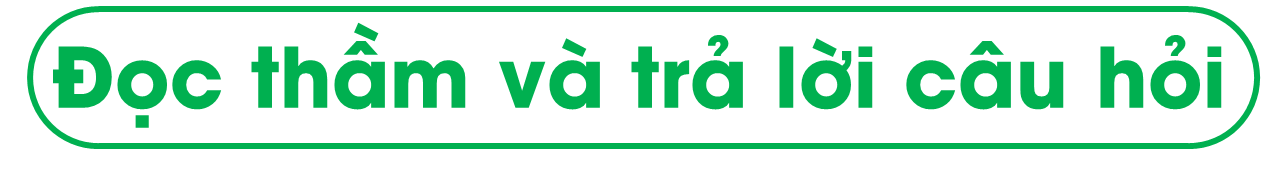 Đọc thầm và trả lời câu hỏi